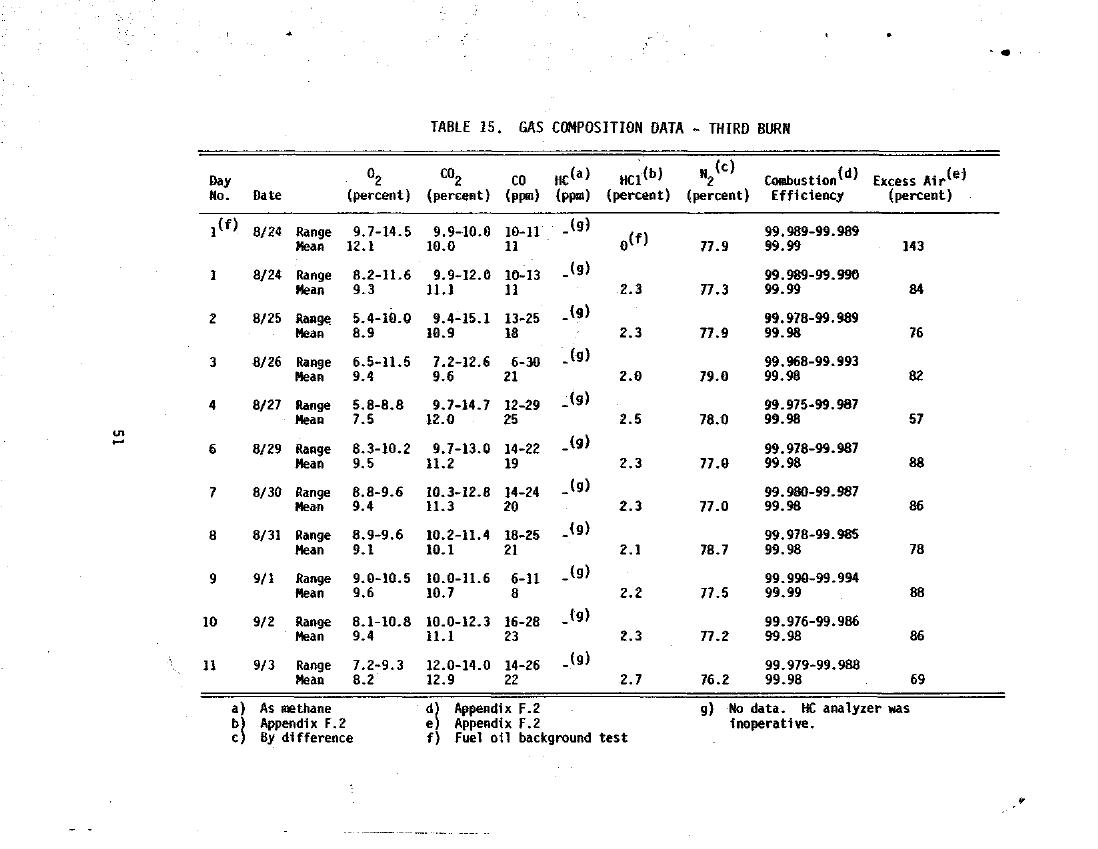 TABLE 15. GAS COMPOSITION DATA - THIRD BURN
Day No. Date O2 (percent) CO2 (percent) CO (ppm) HC(a) (ppm) HCl(b) (percent) N2(c) (percent) Combustion(d) Efficiency Excess Air(e) (percent)
1(f) 8/24 Range 9.7-14.5 9.9-10.0 10-11 -(g) 99.989-99.989
Mean 12.1 10.0 11 0(f) 77.9 99.99 143
1 8/24 Range 8.2-11.6 9.9-12.0 10-13 -(g) 99.989-99.990
Mean 9.3 11.1 11 2.3 77.3 99.99 84
2 8/25 Range 5.4-10.0 9.4-15.1 13-25 -(g) 99.978-99.989
Mean 8.9 10.9 18 2.3 77.9 99.98 76
3 8/26 Range 6.5-11.5 7.2-12.6 6-30 -(g) 99.968-99.993
Mean 9.4 9.6 21 2.0 79.0 99.98 82
4 8/27 Range 5.8-8.8 9.7-14.7 12-29 -(g) 99.975-99.987
Mean 7.5 12.0 25 2.5 78.0 99.98 57
6 8/29 Range 8.3-10.2 9.7-13.0 14-22 -(g) 99.978-99.987
Mean 9.5 11.2 19 2.3 77.0 99.98 88
7 8/30 Range 8.8-9.6 10.3-12.8 14-24 -(g) 99.980-99.987
Mean 9.4 11.3 20 2.3 77.0 99.98 86
8 8/31 Range 8.9-9.6 10.2-11.4 18-25 -(g) 99.978-99.985
Mean 9.1 10.1 21 2.1 78.7 99.98 78
9 9/1 Range 9.0-10.5 10.0-11.6 6-11 -(g) 99.990-99.994
Mean 9.6 10.7 8 2.2 77.5 99.99 88
10 9/2 Range 8.1-10.8 10.0-12.3 16-28 -(g) 99.976-99.986
Mean 9.4 11.1 23 2.3 77.2 99.98 86
11 9/3 Range 7.2-9.3 12.0-14.0 14-26 -(g) 99.979-99.988
Mean 8.2 12.9 22 2.7 76.2 99.98 69
a) As methane d) Appendix F.2 g) No data. HC analyzer was
b) Appendix F.2 e) Appendix F.2 inoperative.
c) By difference f) Fuel oil background test
51